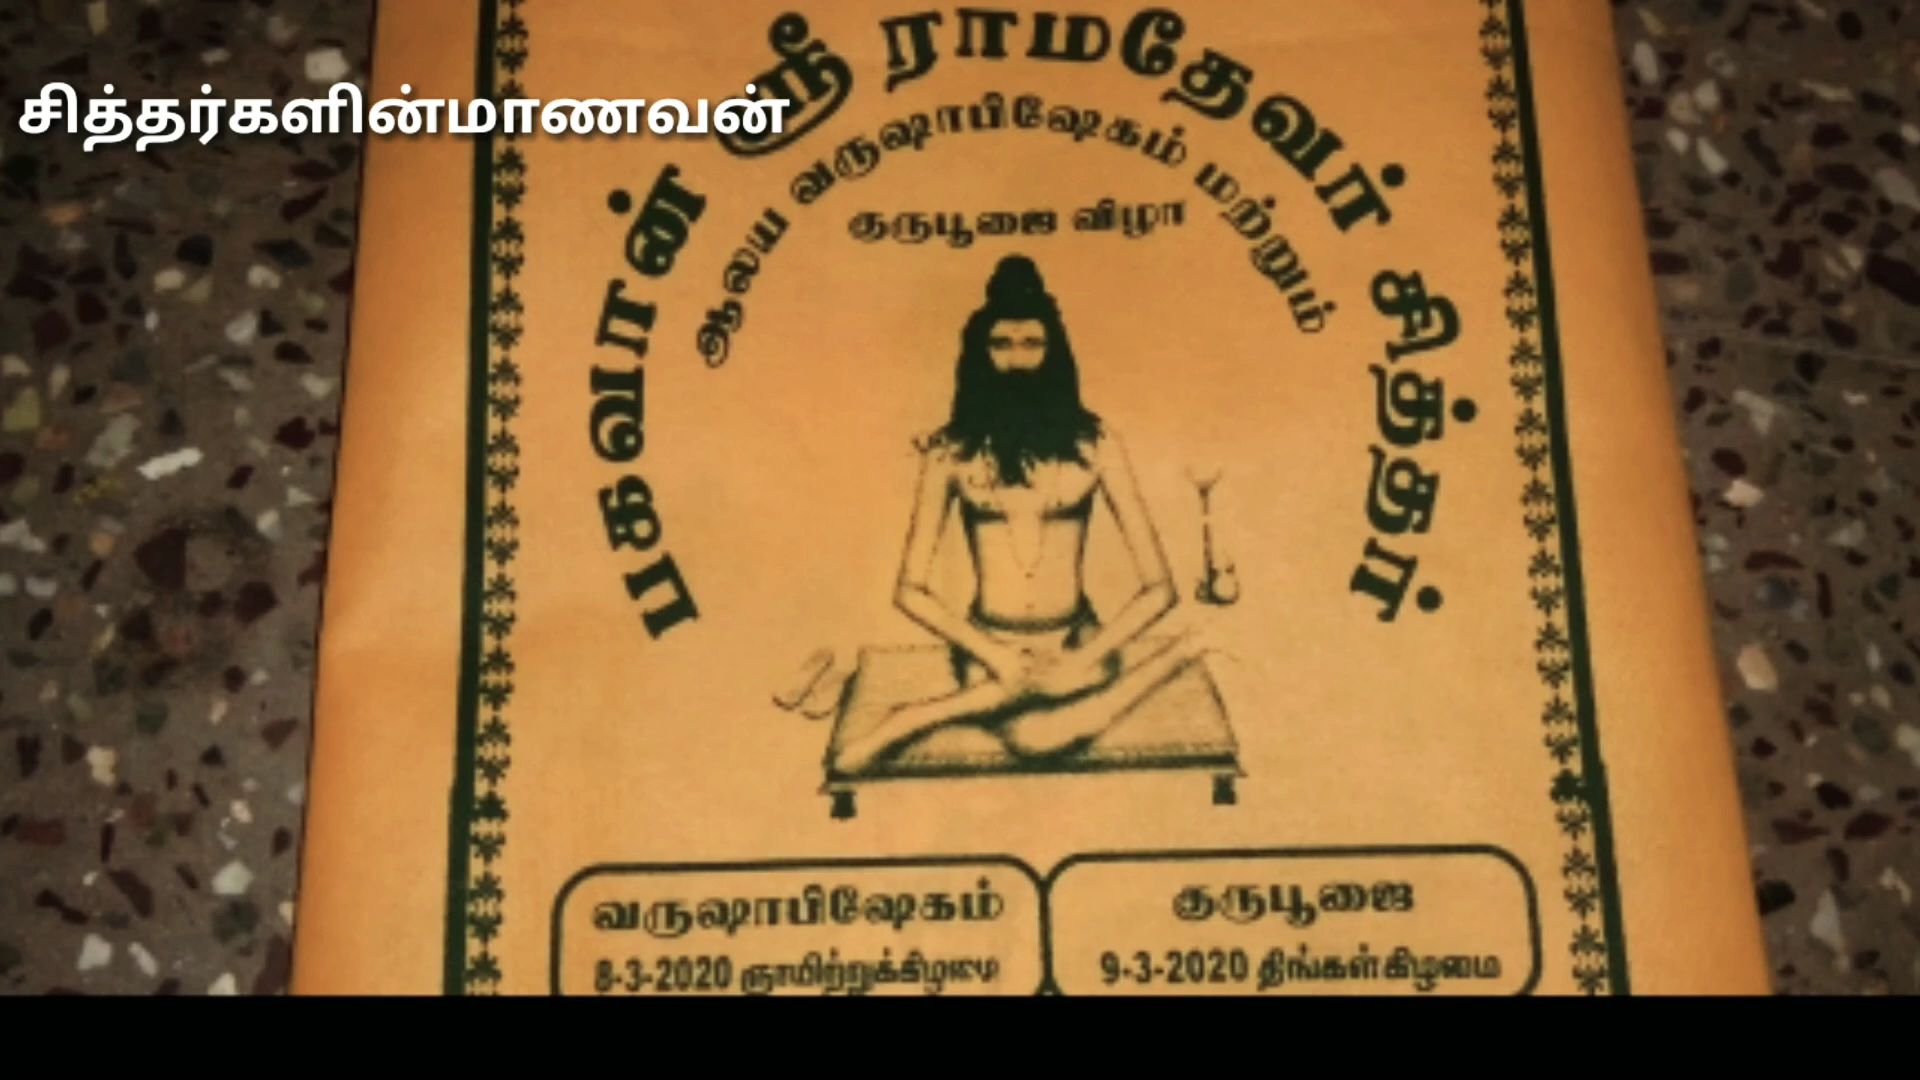 சித்தர்களின்மாணவன்
பகவான் ஸ்ரீ ராமதேவர் சித்தர்
ஆலய வருஷாபிஷேகம் மற்றும்
குருபூஜை விழா
வருஷாபிஷேகம்
8-3-2020 ஞாயிற்றுக்கிழமை
குருபூஜை
9-3-2020 திங்கள்கிழமை